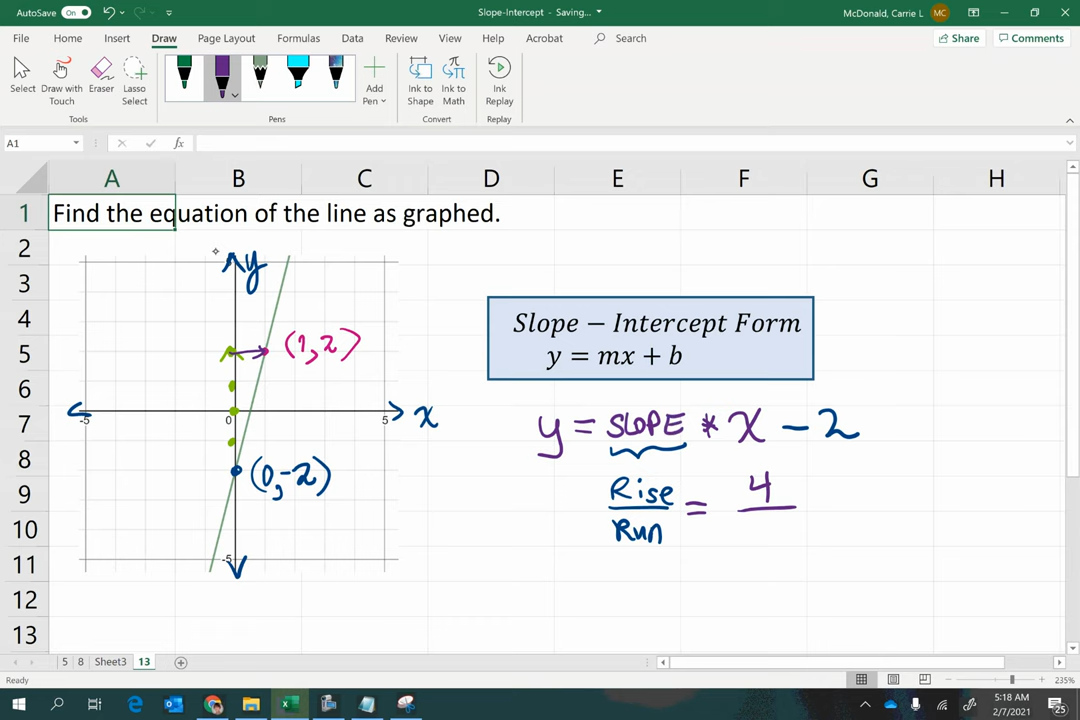 AutoSave On Slope-Intercept - Saving... McDonald, Carrie L MC
File Home Insert Draw Page Layout Formulas Data Review View Help Acrobat Search Share Comments
Select Draw with Touch Eraser Lasso Select Add Pen Ink to Shape Ink to Math Ink Replay
Tools Pens Convert Replay
A1 fx
A B C D E F G H
1 Find the equation of the line as graphed.
2
3
4
5
6
7
8
9
10
11
12
13
y
(1,2)
-5 0 5 x
(0,-2)
-5
Slope − Intercept Form
y = mx + b
y = SLOPE * x - 2
Rise
Run
= 4
5 8 Sheet3 13
Ready 235%
5:18 AM
2/7/2021
25